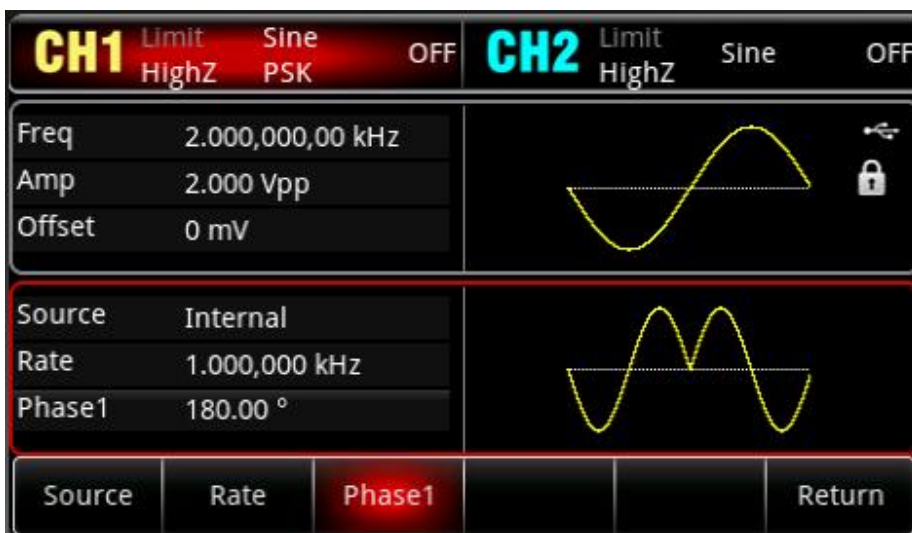 CH1 Limit Sine OFF CH2 Limit Sine OFF
HighZ PSK HighZ
Freq 2.000,000,00 kHz
Amp 2.000 Vpp
Offset 0 mV
Source Internal
Rate 1.000,000 kHz
Phase1 180.00 °
Source Rate Phase1 Return